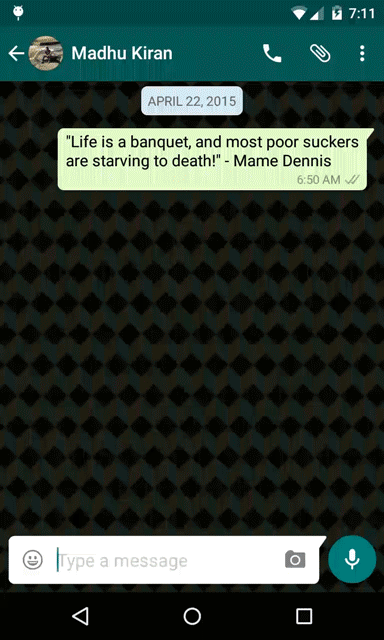 7:11
Madhu Kiran
APRIL 22, 2015
"Life is a banquet, and most poor suckers
are starving to death!" - Mame Dennis
6:50 AM
Type a message